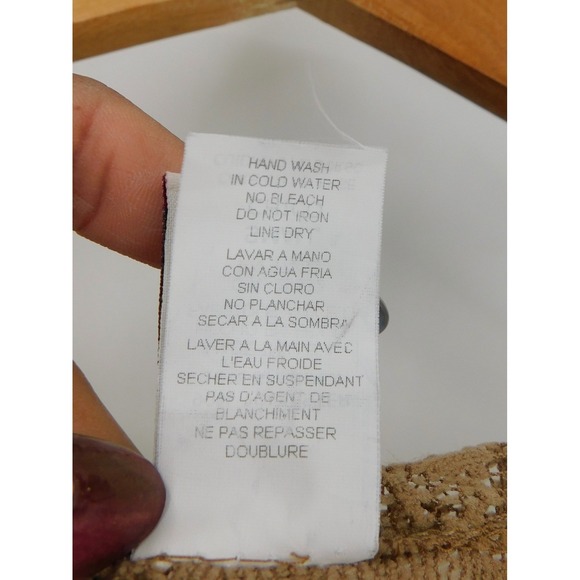 HAND WASH
IN COLD WATER
NO BLEACH
DO NOT IRON
LINE DRY
LAVAR A MANO
CON AGUA FRIA
SIN CLORO
NO PLANCHAR
SECAR A LA SOMBRA
LAVER A LA MAIN AVEC
L'EAU FROIDE
SECHER EN SUSPENDANT
PAS D'AGENT DE
BLANCHIMENT
NE PAS REPASSER
DOUBLURE